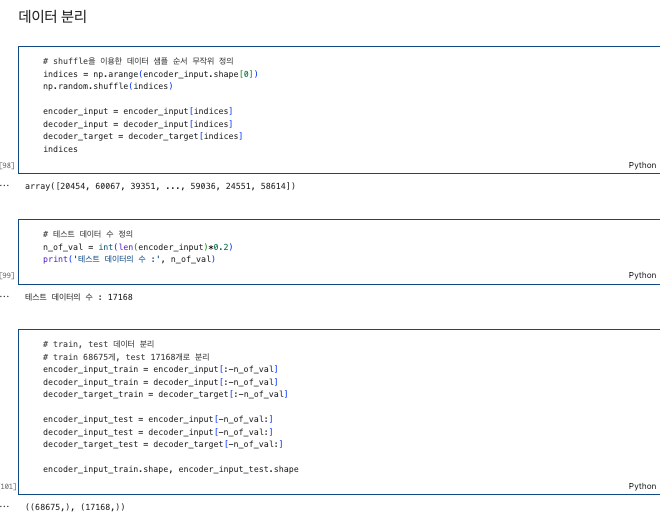 데이터 분리
# shuffle을 이용한 데이터 샘플 순서 무작위 정의
indices = np.arange(encoder_input.shape[0])
np.random.shuffle(indices)
encoder_input = encoder_input[indices]
decoder_input = decoder_input[indices]
decoder_target = decoder_target[indices]
indices
[98]
Python
... array([20454, 60067, 39351, ..., 59036, 24551, 58614])
# 테스트 데이터 수 정의
n_of_val = int(len(encoder_input)*0.2)
print('테스트 데이터의 수 :', n_of_val)
[99]
Python
... 테스트 데이터의 수 : 17168
# train, test 데이터 분리
# train 68675개, test 17168개로 분리
encoder_input_train = encoder_input[:-n_of_val]
decoder_input_train = decoder_input[:-n_of_val]
decoder_target_train = decoder_target[:-n_of_val]
encoder_input_test = encoder_input[-n_of_val:]
decoder_input_test = decoder_input[-n_of_val:]
decoder_target_test = decoder_target[-n_of_val:]
encoder_input_train.shape, encoder_input_test.shape
101]
Python
... ((68675,), (17168,))